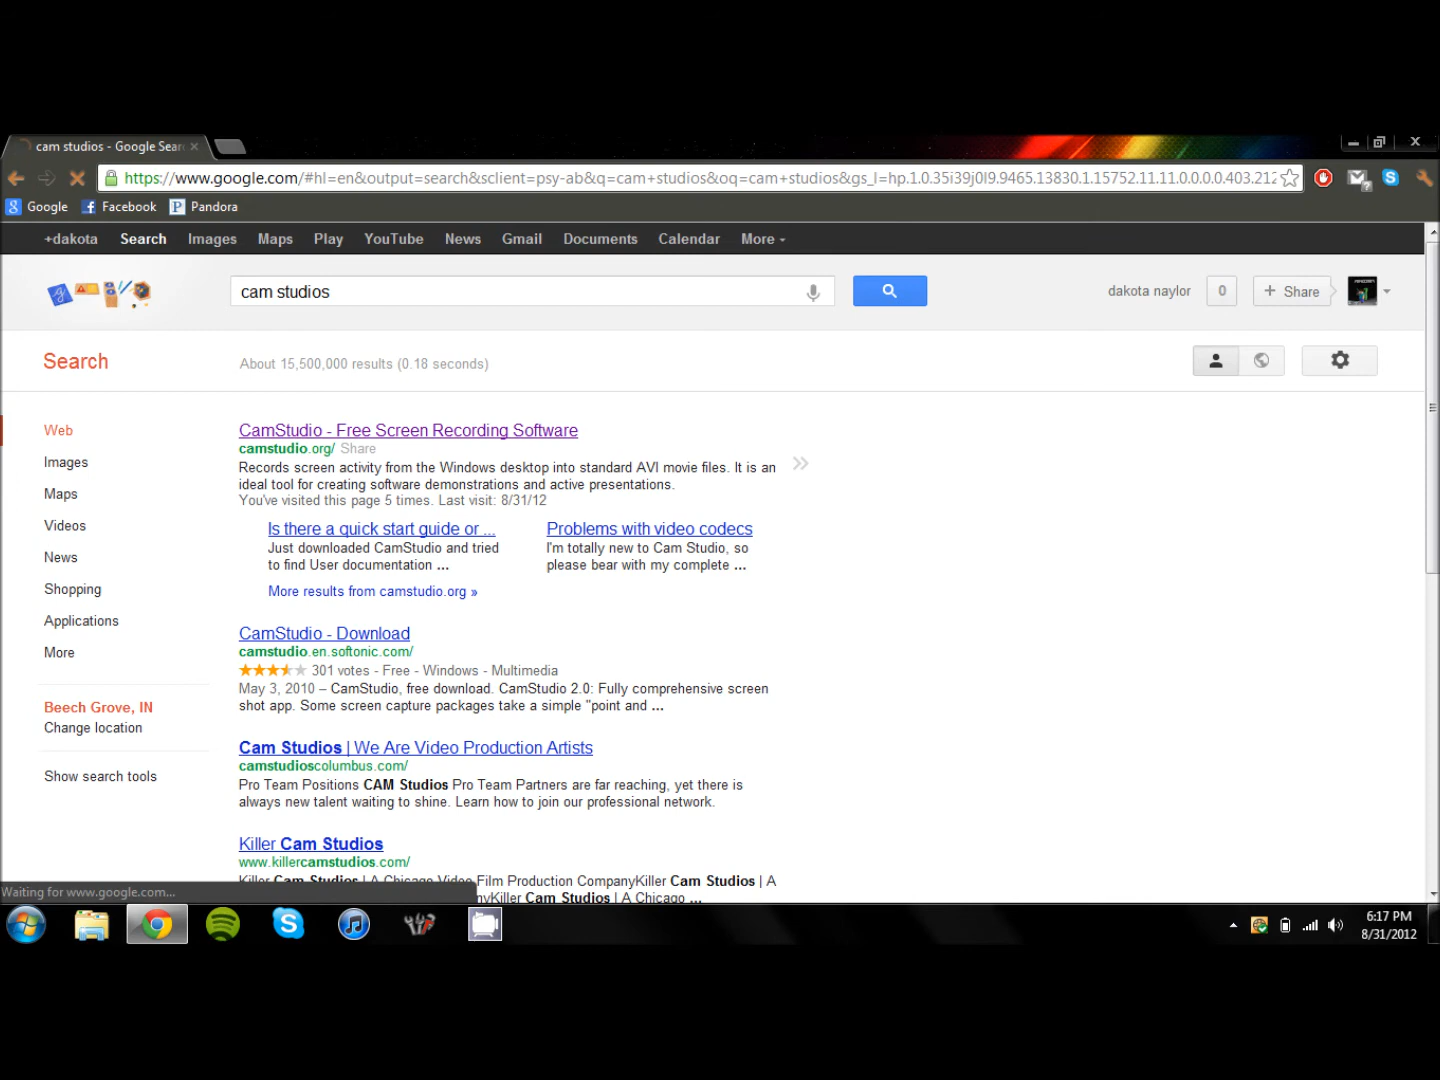 cam studios - Google Sear
https://www.google.com/#hl=en&output=search&sclient=psy-ab&q=cam+studios&oq=cam+studios&gs_l=hp.1.0.35i39j0l9.9465.13830.1.15752.11.11.0.0.0.0.403.212
Google Facebook Pandora
+dakota Search Images Maps Play YouTube News Gmail Documents Calendar More
cam studios
dakota naylor 0 + Share
Search
About 15,500,000 results (0.18 seconds)
Web
Images
Maps
Videos
News
Shopping
Applications
More
Beech Grove, IN
Change location
Show search tools
CamStudio - Free Screen Recording Software
camstudio.org/ Share
Records screen activity from the Windows desktop into standard AVI movie files. It is an
ideal tool for creating software demonstrations and active presentations.
You've visited this page 5 times. Last visit: 8/31/12
Is there a quick start guide or ...
Just downloaded CamStudio and tried
to find User documentation ...
Problems with video codecs
I'm totally new to Cam Studio, so
please bear with my complete ...
More results from camstudio.org »
CamStudio - Download
camstudio.en.softonic.com/
301 votes - Free - Windows - Multimedia
May 3, 2010 – CamStudio, free download. CamStudio 2.0: Fully comprehensive screen
shot app. Some screen capture packages take a simple "point and ...
Cam Studios | We Are Video Production Artists
camstudioscolumbus.com/
Pro Team Positions CAM Studios Pro Team Partners are far reaching, yet there is
always new talent waiting to shine. Learn how to join our professional network.
Killer Cam Studios
www.killercamstudios.com/
Killer Cam Studios | A Chicago Video Film Production CompanyKiller Cam Studios | A
nyKiller Cam Studios | A Chicago ...
Waiting for www.google.com...
6:17 PM
8/31/2012